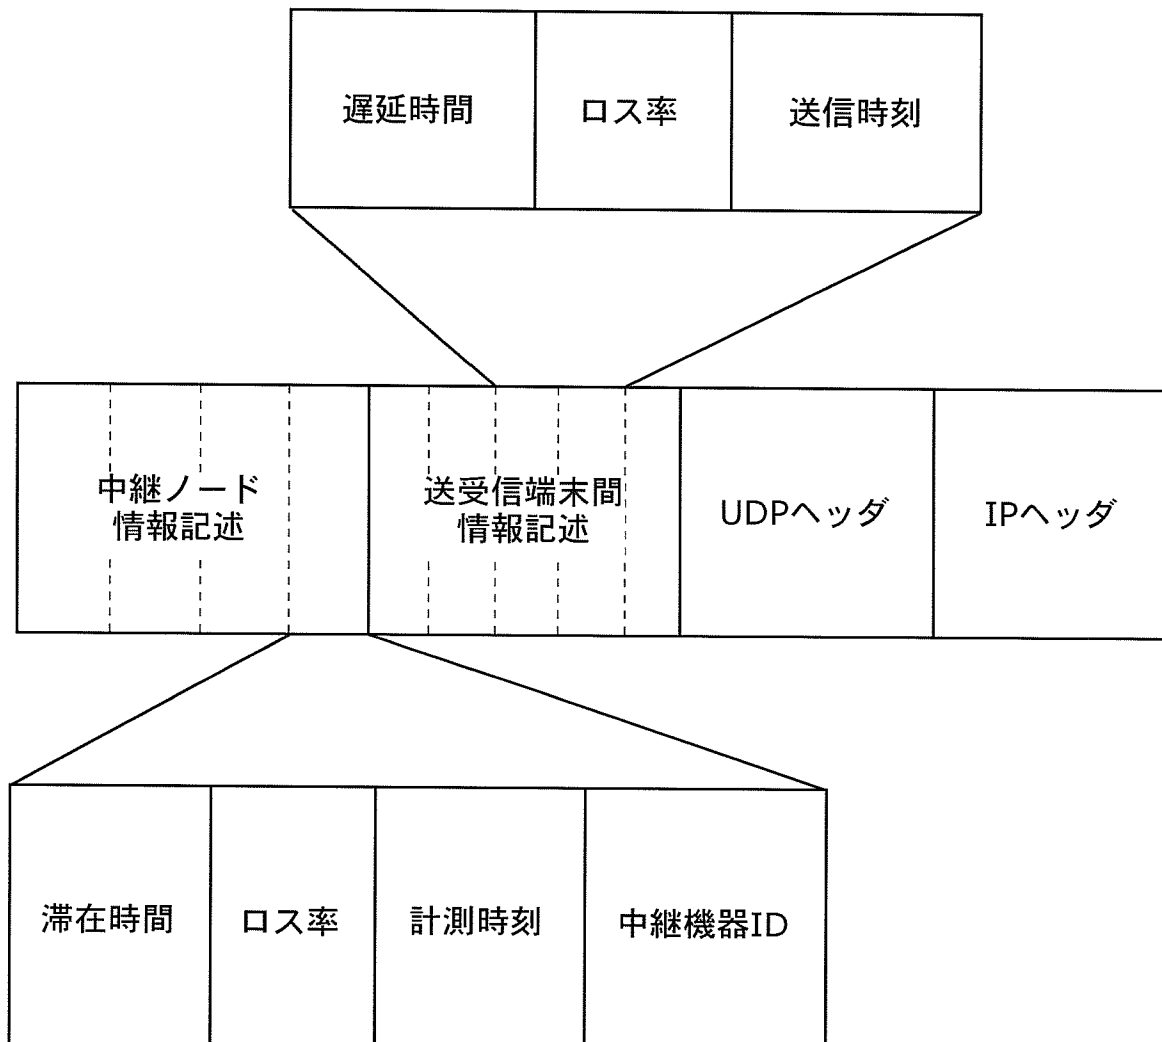 遅延時間
ロス率
送信時刻
中継ノード
情報記述
送受信端末間
情報記述
UDPヘッダ
IPヘッダ
滞在時間
ロス率
計測時刻
中継機器ID